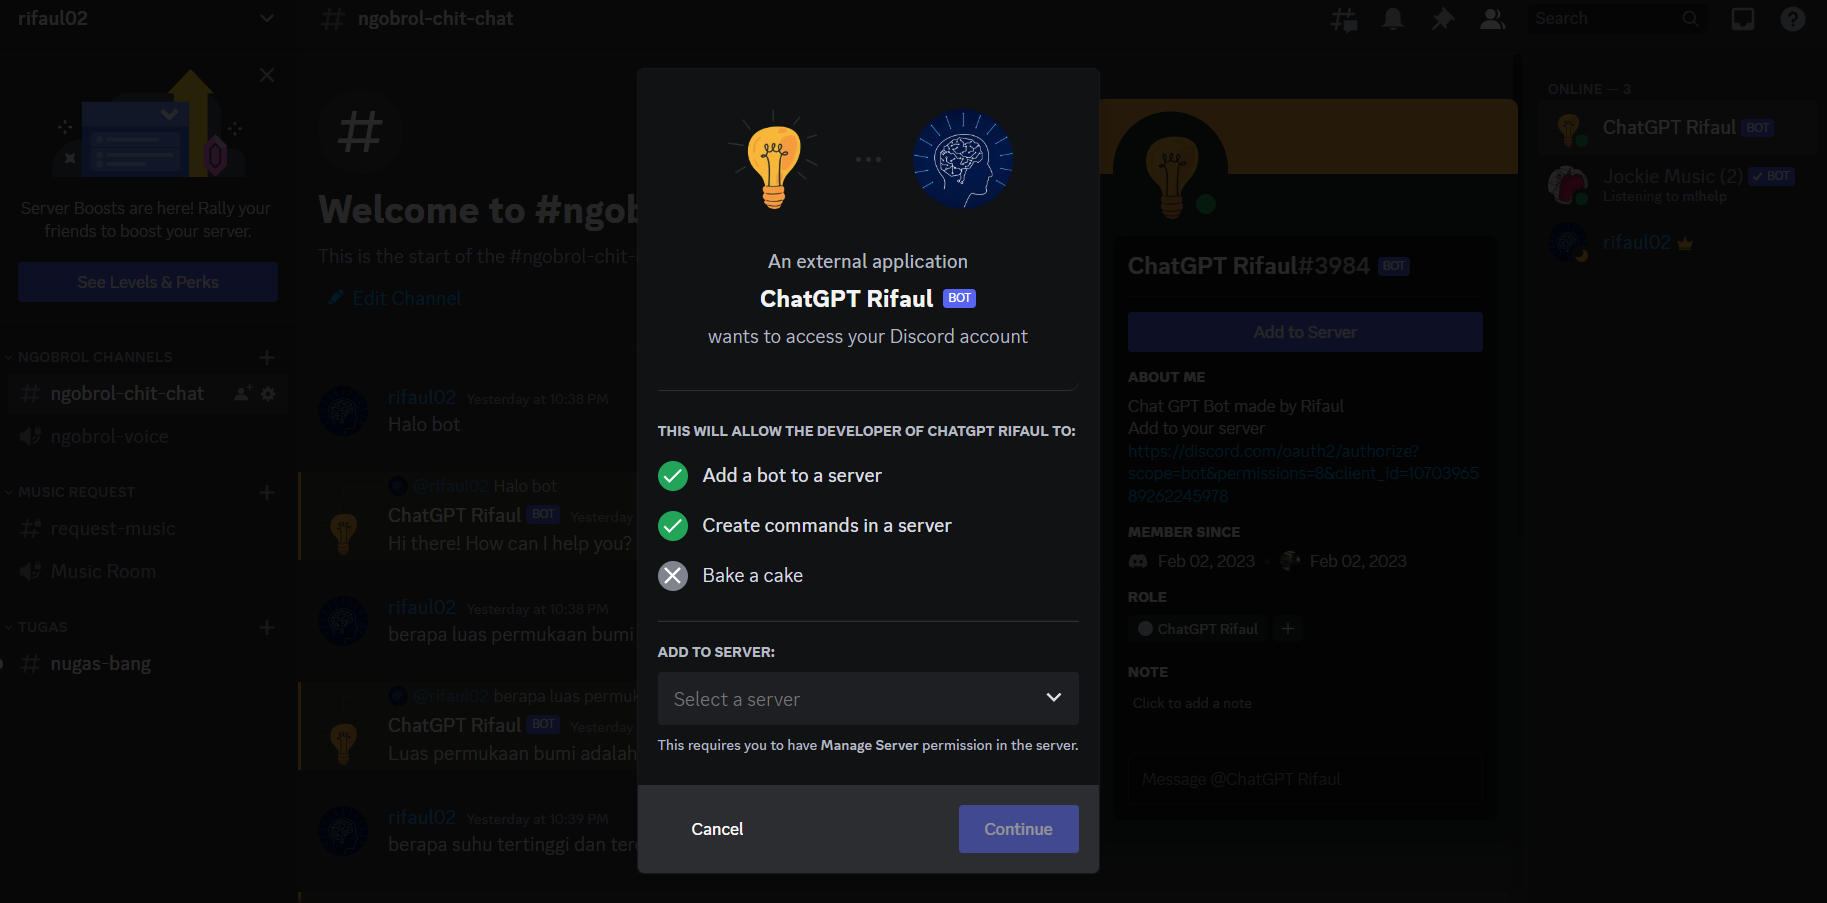 rifaul02
ngobrol-chit-chat
Search
Server Boosts are here! Rally your
friends to boost your server.
See Levels & Perks
NGOBROL CHANNELS
ngobrol-chit-chat
ngobrol-voice
MUSIC REQUEST
request-music
Music Room
TUGAS
nugas-bang
Welcome to #ngob
This is the start of the #ngobrol-chit-
Edit Channel
rifaul02 Yesterday at 10:38 PM
Halo bot
@rifaul02 Halo bot
ChatGPT Rifaul BOT Yesterday
Hi there! How can I help you?
rifaul02 Yesterday at 10:38 PM
berapa luas permukaan bumi
@rifaul02 berapa luas permuk
ChatGPT Rifaul BOT Yesterday
Luas permukaan bumi adalah
rifaul02 Yesterday at 10:39 PM
berapa suhu tertinggi dan ter
An external application
ChatGPT Rifaul BOT
wants to access your Discord account
THIS WILL ALLOW THE DEVELOPER OF CHATGPT RIFAUL TO:
Add a bot to a server
Create commands in a server
Bake a cake
ADD TO SERVER:
Select a server
This requires you to have Manage Server permission in the server.
Cancel
Continue
ChatGPT Rifaul#3984 BOT
Add to Server
ABOUT ME
Chat GPT Bot made by Rifaul
Add to your server
https://discord.com/oauth2/authorize?
scope=bot&permissions=8&client_id=10703965
89262245978
MEMBER SINCE
Feb 02, 2023 Feb 02, 2023
ROLE
ChatGPT Rifaul +
NOTE
Click to add a note
Message @ChatGPT Rifaul
ONLINE — 3
ChatGPT Rifaul BOT
Jockie Music (2) BOT
Listening to m!help
rifaul02